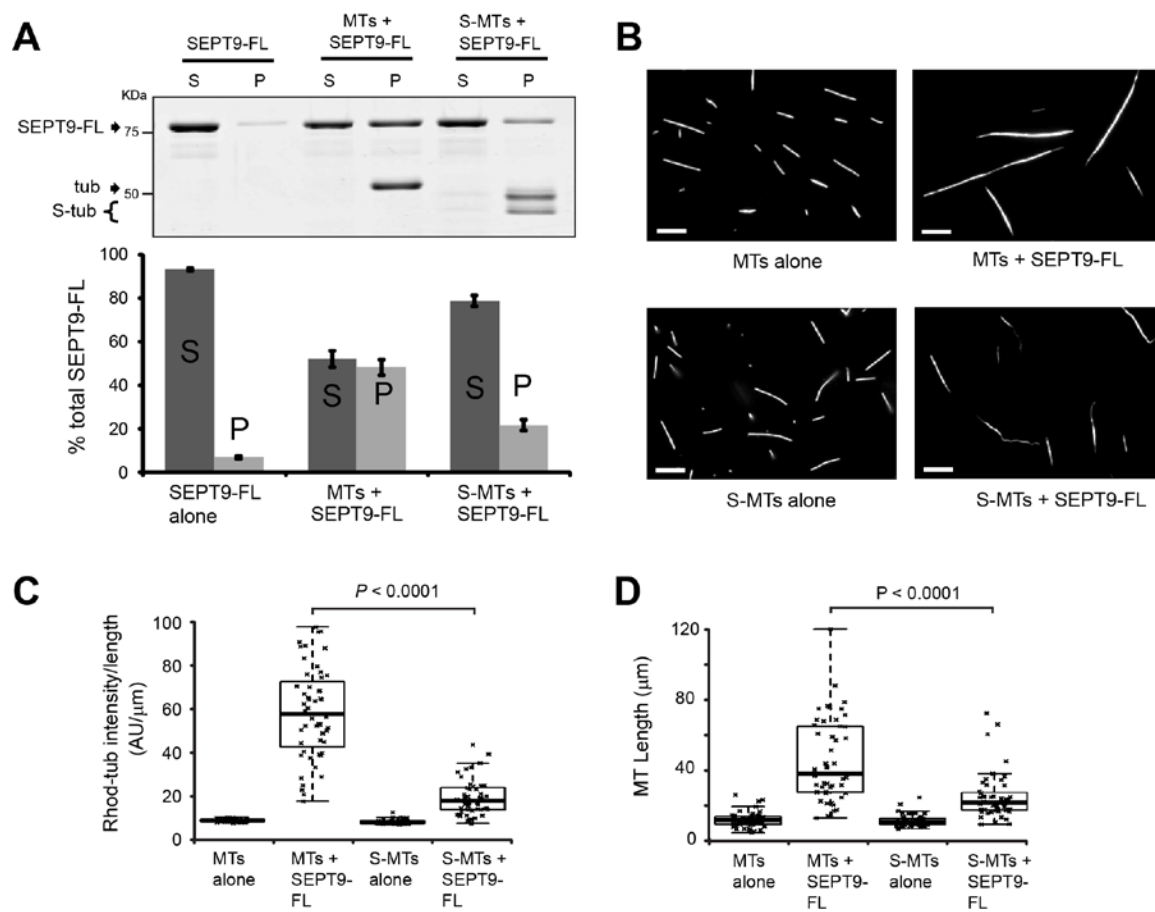 A
SEPT9-FL
MTs +
SEPT9-FL
S-MTs +
SEPT9-FL
S P S P S P
KDa
SEPT9-FL
75
tub
50
S-tub {
% total SEPT9-FL
100
80
60
40
20
0
S
P
S
P
S
P
SEPT9-FL
alone
MTs +
SEPT9-FL
S-MTs +
SEPT9-FL
B
MTs alone
MTs + SEPT9-FL
S-MTs alone
S-MTs + SEPT9-FL
C
P < 0.0001
Rhod-tub intensity/length
(AU/μm)
100
80
60
40
20
0
MTs
alone
MTs +
SEPT9-
FL
S-MTs
alone
S-MTs +
SEPT9-
FL
D
P < 0.0001
MT Length (μm)
120
80
40
0
MTs
alone
MTs +
SEPT9-
FL
S-MTs
alone
S-MTs +
SEPT9-
FL